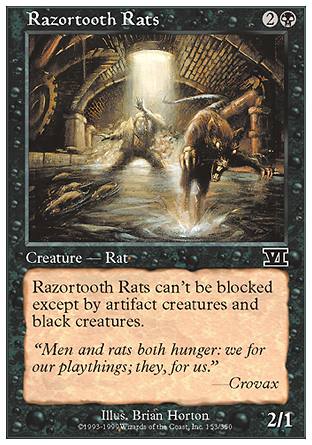 Razortooth Rats 2
Creature — Rat VI
Razortooth Rats can't be blocked
except by artifact creatures and
black creatures.
"Men and rats both hunger: we for
our playthings; they, for us."
—Crovax
Illus. Brian Horton
©1993-1999 Wizards of the Coast, Inc. 153/350
2/1